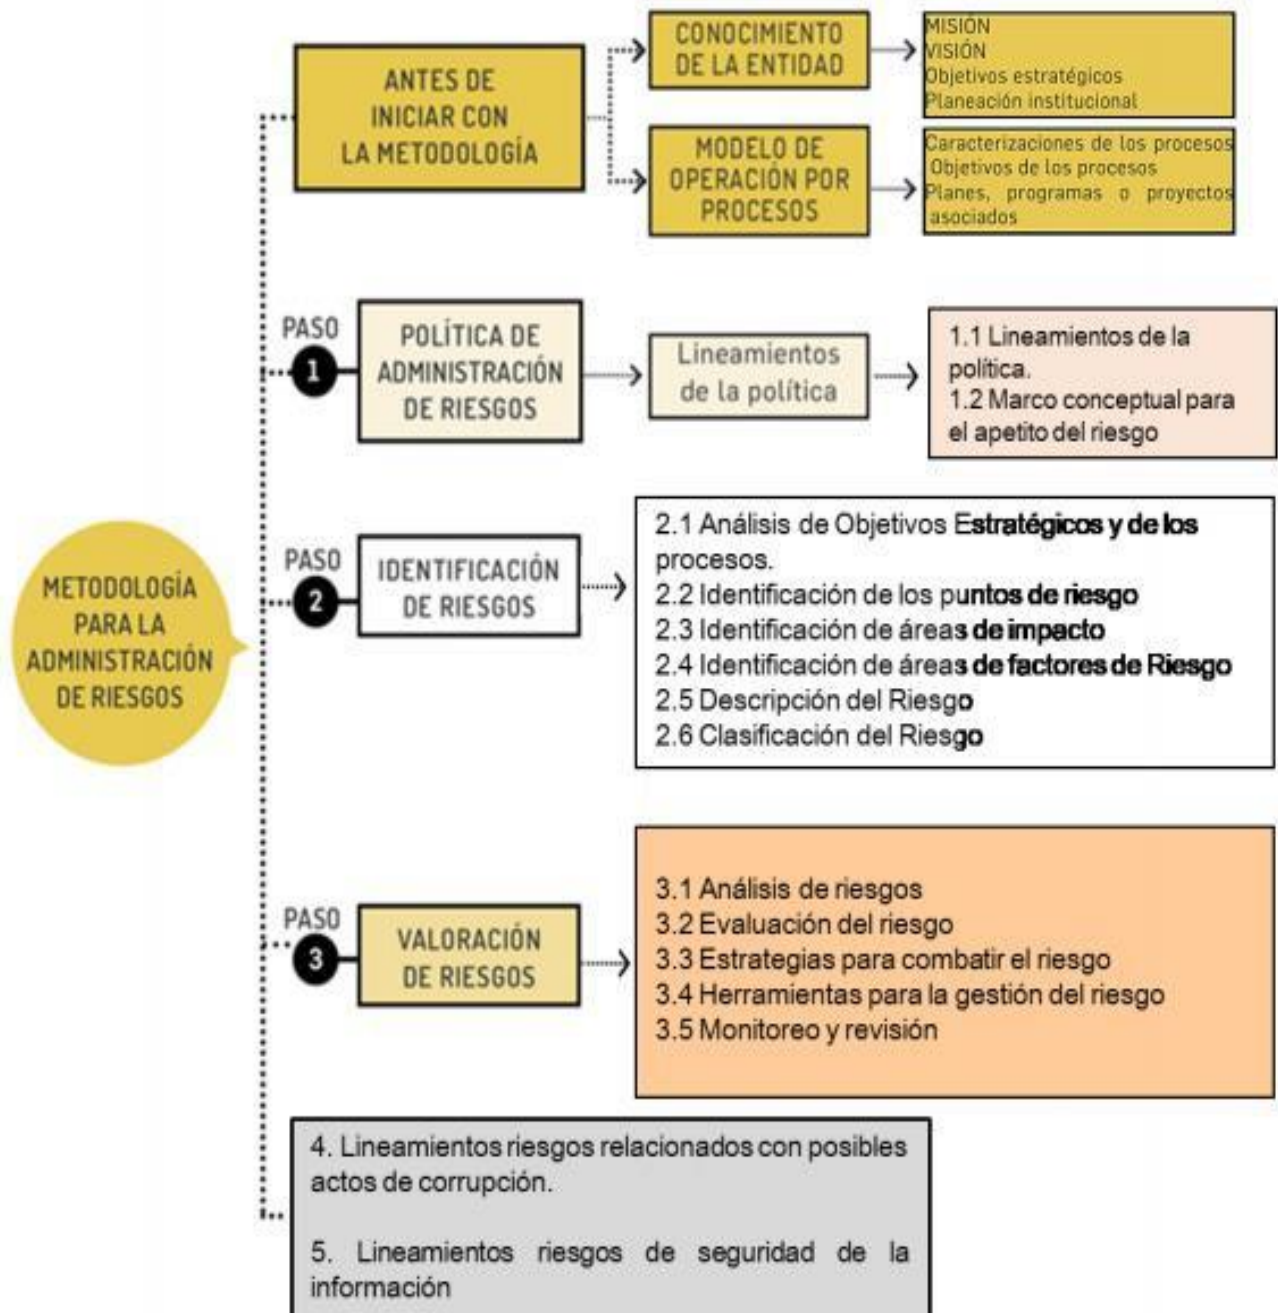 ANTES DE
INICIAR CON
LA METODOLOGÍA
CONOCIMIENTO
DE LA ENTIDAD
MISIÓN
VISIÓN
Objetivos estratégicos
Planeación institucional
MODELO DE
OPERACIÓN POR
PROCESOS
Caracterizaciones de los procesos
Objetivos de los procesos
Planes, programas o proyectos
asociados
PASO
1
POLÍTICA DE
ADMINISTRACIÓN
DE RIESGOS
Lineamientos
de la política
1.1 Lineamientos de la
política.
1.2 Marco conceptual para
el apetito del riesgo
METODOLOGÍA
PARA LA
ADMINISTRACIÓN
DE RIESGOS
PASO
2
IDENTIFICACIÓN
DE RIESGOS
2.1 Análisis de Objetivos Estratégicos y de los
procesos.
2.2 Identificación de los puntos de riesgo
2.3 Identificación de áreas de impacto
2.4 Identificación de áreas de factores de Riesgo
2.5 Descripción del Riesgo
2.6 Clasificación del Riesgo
PASO
3
VALORACIÓN
DE RIESGOS
3.1 Análisis de riesgos
3.2 Evaluación del riesgo
3.3 Estrategias para combatir el riesgo
3.4 Herramientas para la gestión del riesgo
3.5 Monitoreo y revisión
4. Lineamientos riesgos relacionados con posibles
actos de corrupción.
5. Lineamientos riesgos de seguridad de la
información